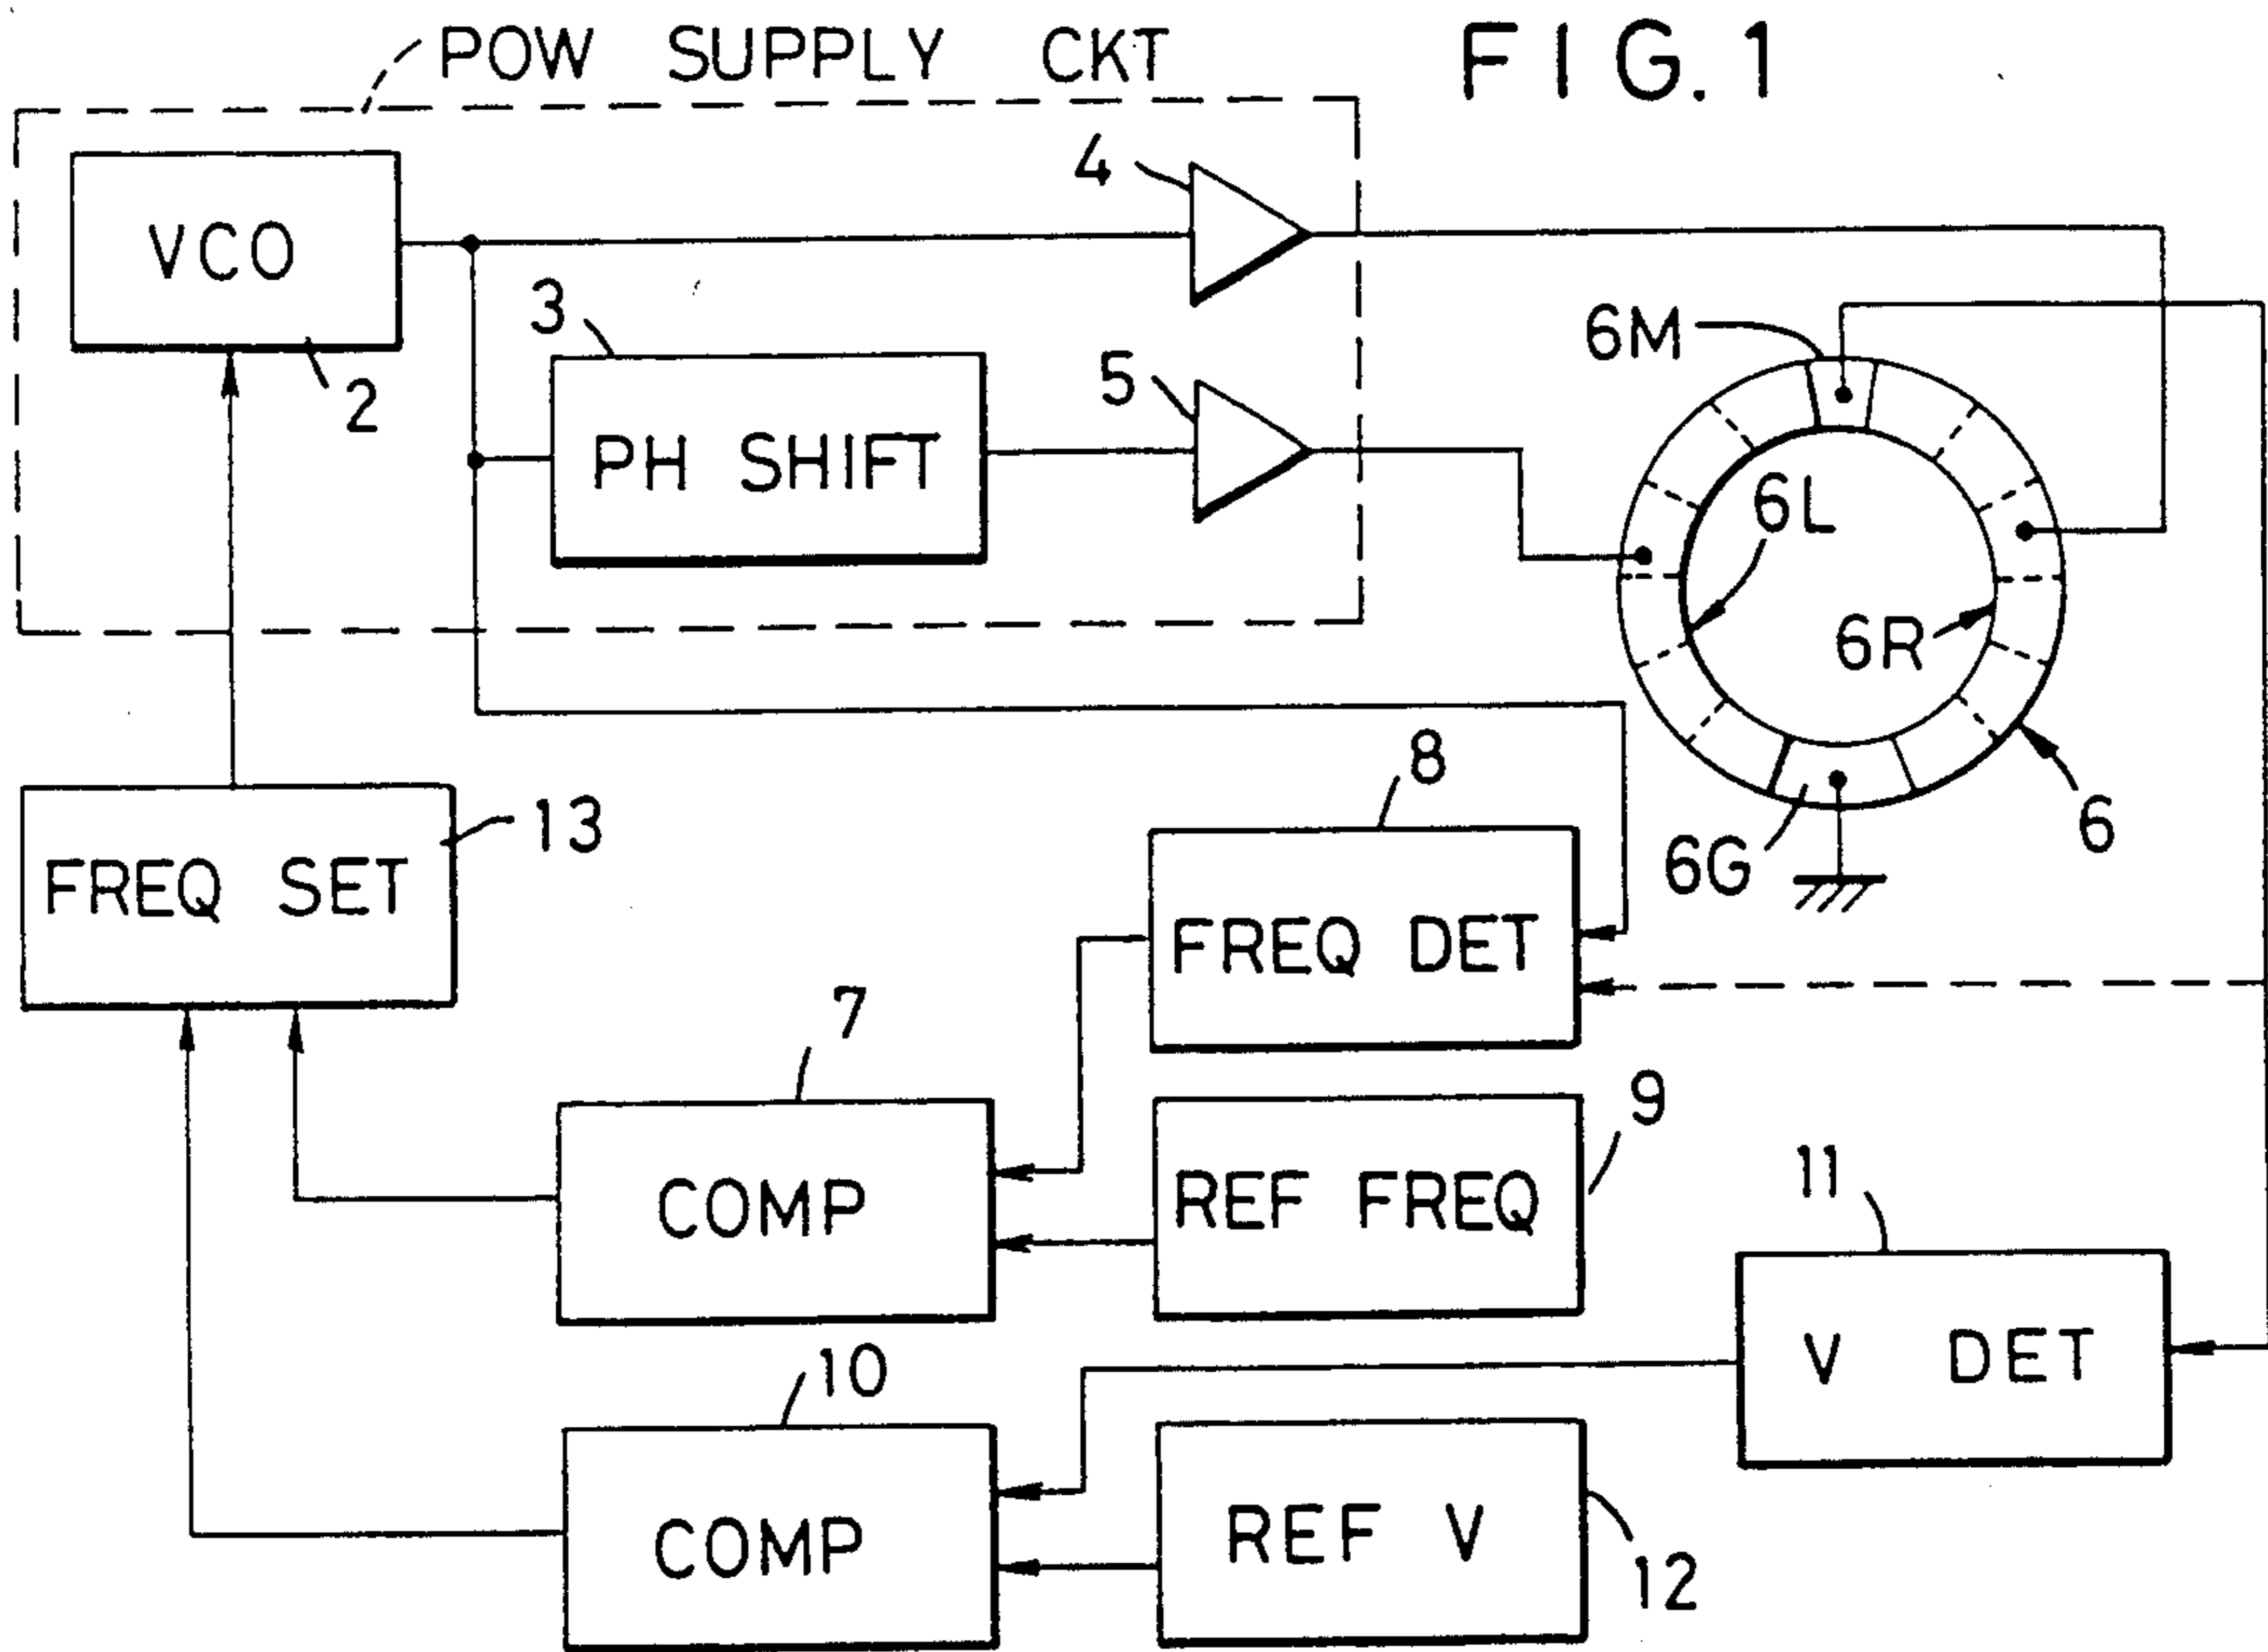 POW SUPPLY CKT
FIG. 1
4
VCO
3
6M
2
5
PH SHIFT
6L
6R
8
13
6
FREQ SET
6G
FREQ DET
7
9
COMP
REF FREQ
11
10
V DET
COMP
REF V
12